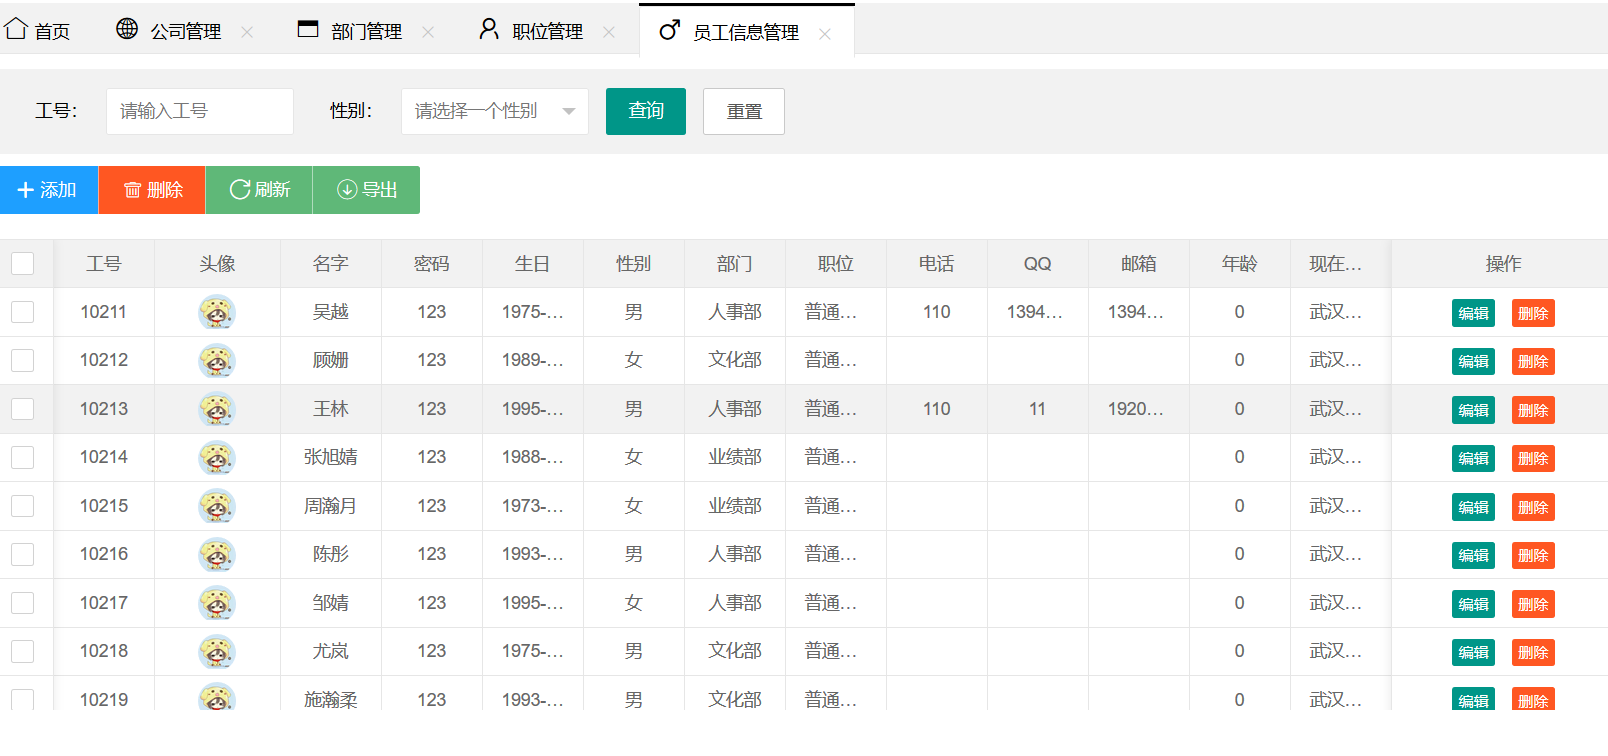 首页 公司管理 部门管理 职位管理 员工信息管理
工号： 请输入工号 性别： 请选择一个性别 查询 重置
添加 删除 刷新 导出
工号 头像 名字 密码 生日 性别 部门 职位 电话 QQ 邮箱 年龄 现在… 操作
10211 吴越 123 1975-… 男 人事部 普通… 110 1394… 1394… 0 武汉… 编辑 删除
10212 顾姗 123 1989-… 女 文化部 普通… 0 武汉… 编辑 删除
10213 王林 123 1995-… 男 人事部 普通… 110 11 1920… 0 武汉… 编辑 删除
10214 张旭婧 123 1988-… 女 业绩部 普通… 0 武汉… 编辑 删除
10215 周瀚月 123 1973-… 女 业绩部 普通… 0 武汉… 编辑 删除
10216 陈彤 123 1993-… 男 人事部 普通… 0 武汉… 编辑 删除
10217 邹婧 123 1995-… 女 人事部 普通… 0 武汉… 编辑 删除
10218 尤岚 123 1975-… 男 文化部 普通… 0 武汉… 编辑 删除
10219 施瀚柔 123 1993-… 男 文化部 普通… 0 武汉… 编辑 删除